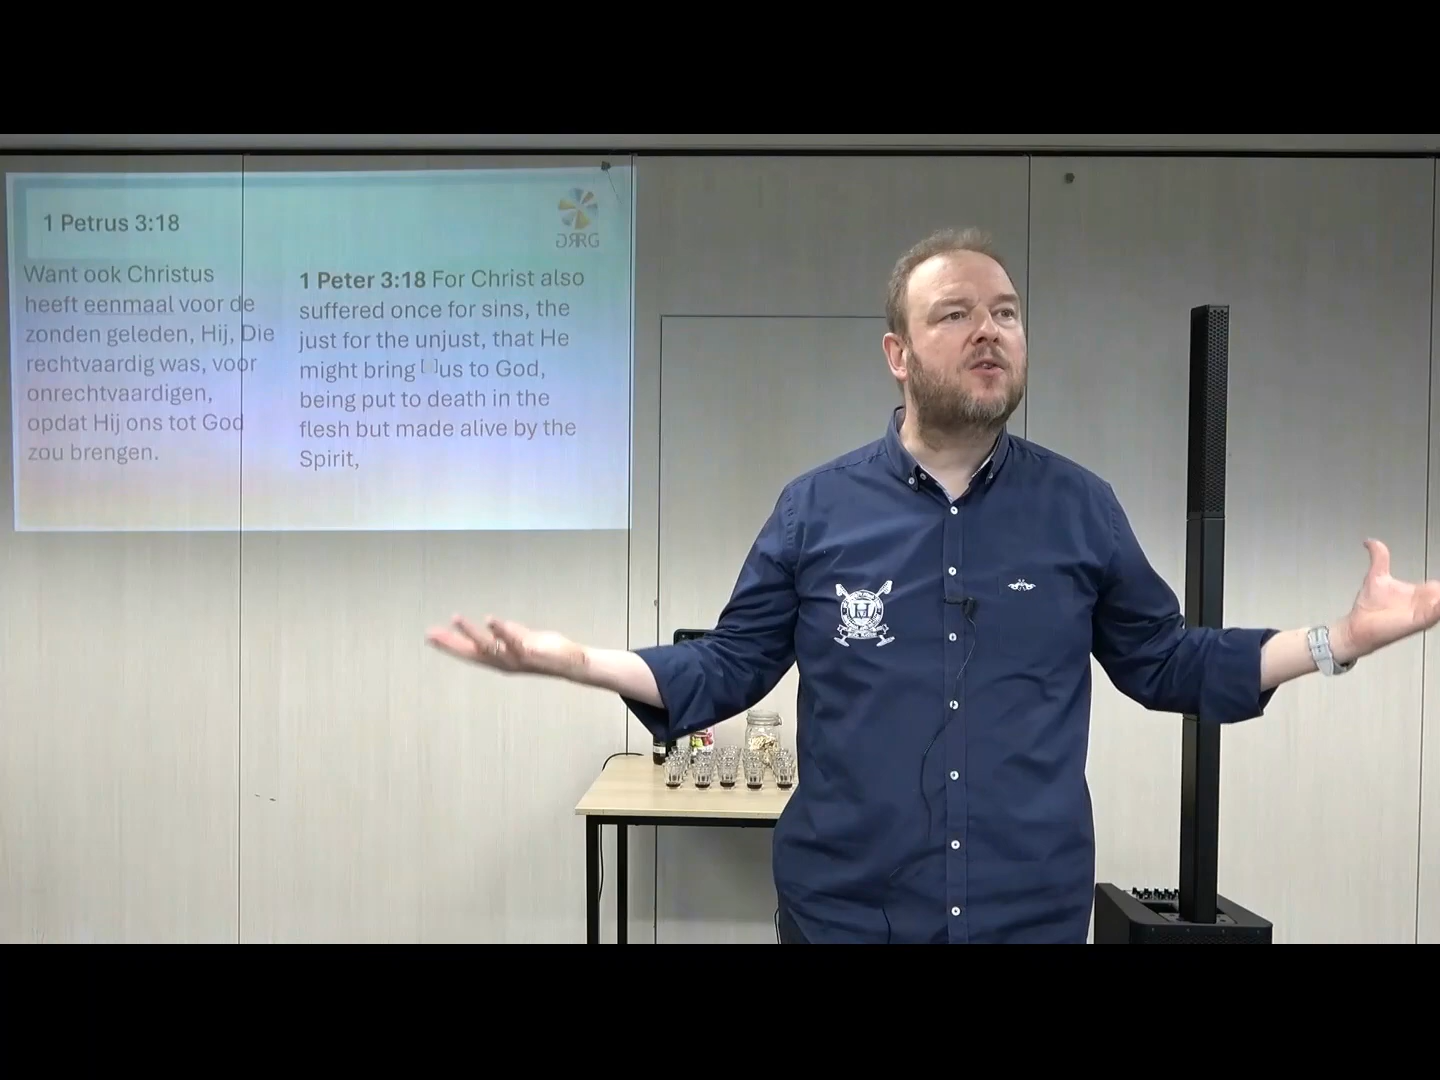 1 Petrus 3:18
Want ook Christus
heeft eenmaal voor de
zonden geleden, Hij, Die
rechtvaardig was, voor
onrechtvaardigen,
opdat Hij ons tot God
zou brengen.
1 Peter 3:18 For Christ also
suffered once for sins, the
just for the unjust, that He
might bring us to God,
being put to death in the
flesh but made alive by the
Spirit,